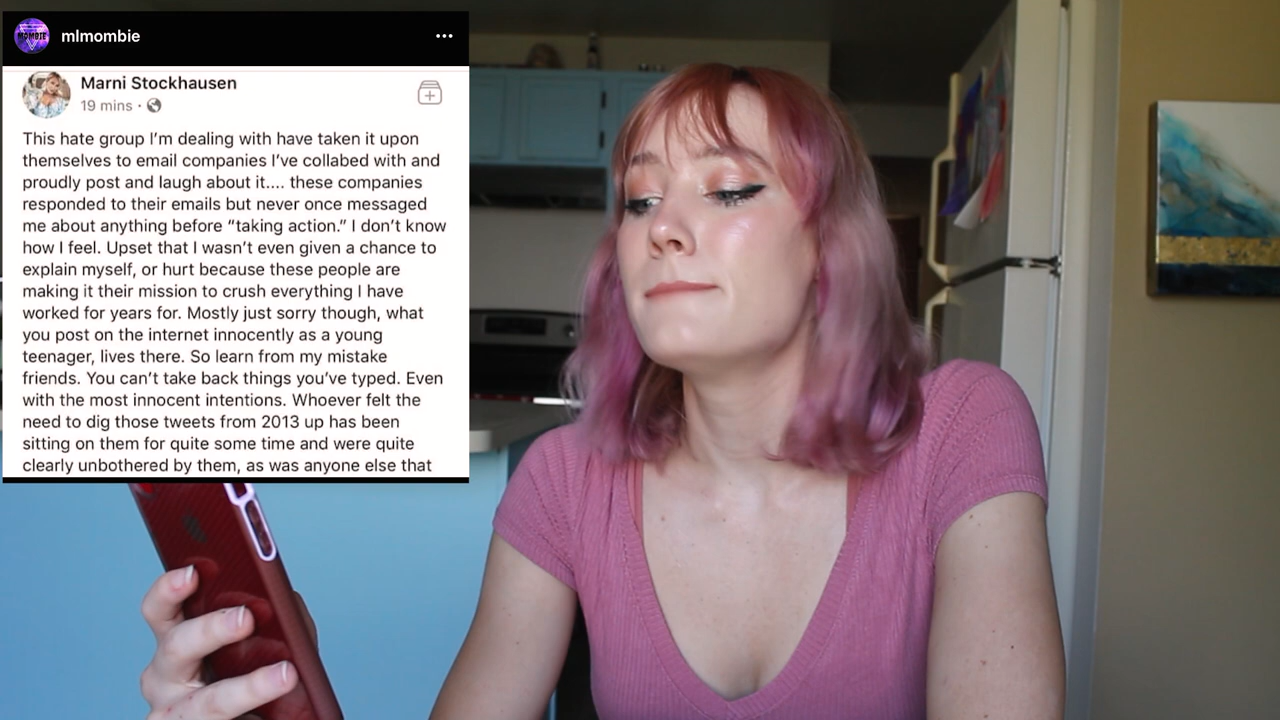 MOMBIE
mlmombie
Marni Stockhausen
19 mins ·
This hate group I'm dealing with have taken it upon
themselves to email companies I've collabed with and
proudly post and laugh about it.... these companies
responded to their emails but never once messaged
me about anything before “taking action.” I don't know
how I feel. Upset that I wasn't even given a chance to
explain myself, or hurt because these people are
making it their mission to crush everything I have
worked for years for. Mostly just sorry though, what
you post on the internet innocently as a young
teenager, lives there. So learn from my mistake
friends. You can't take back things you've typed. Even
with the most innocent intentions. Whoever felt the
need to dig those tweets from 2013 up has been
sitting on them for quite some time and were quite
clearly unbothered by them, as was anyone else that